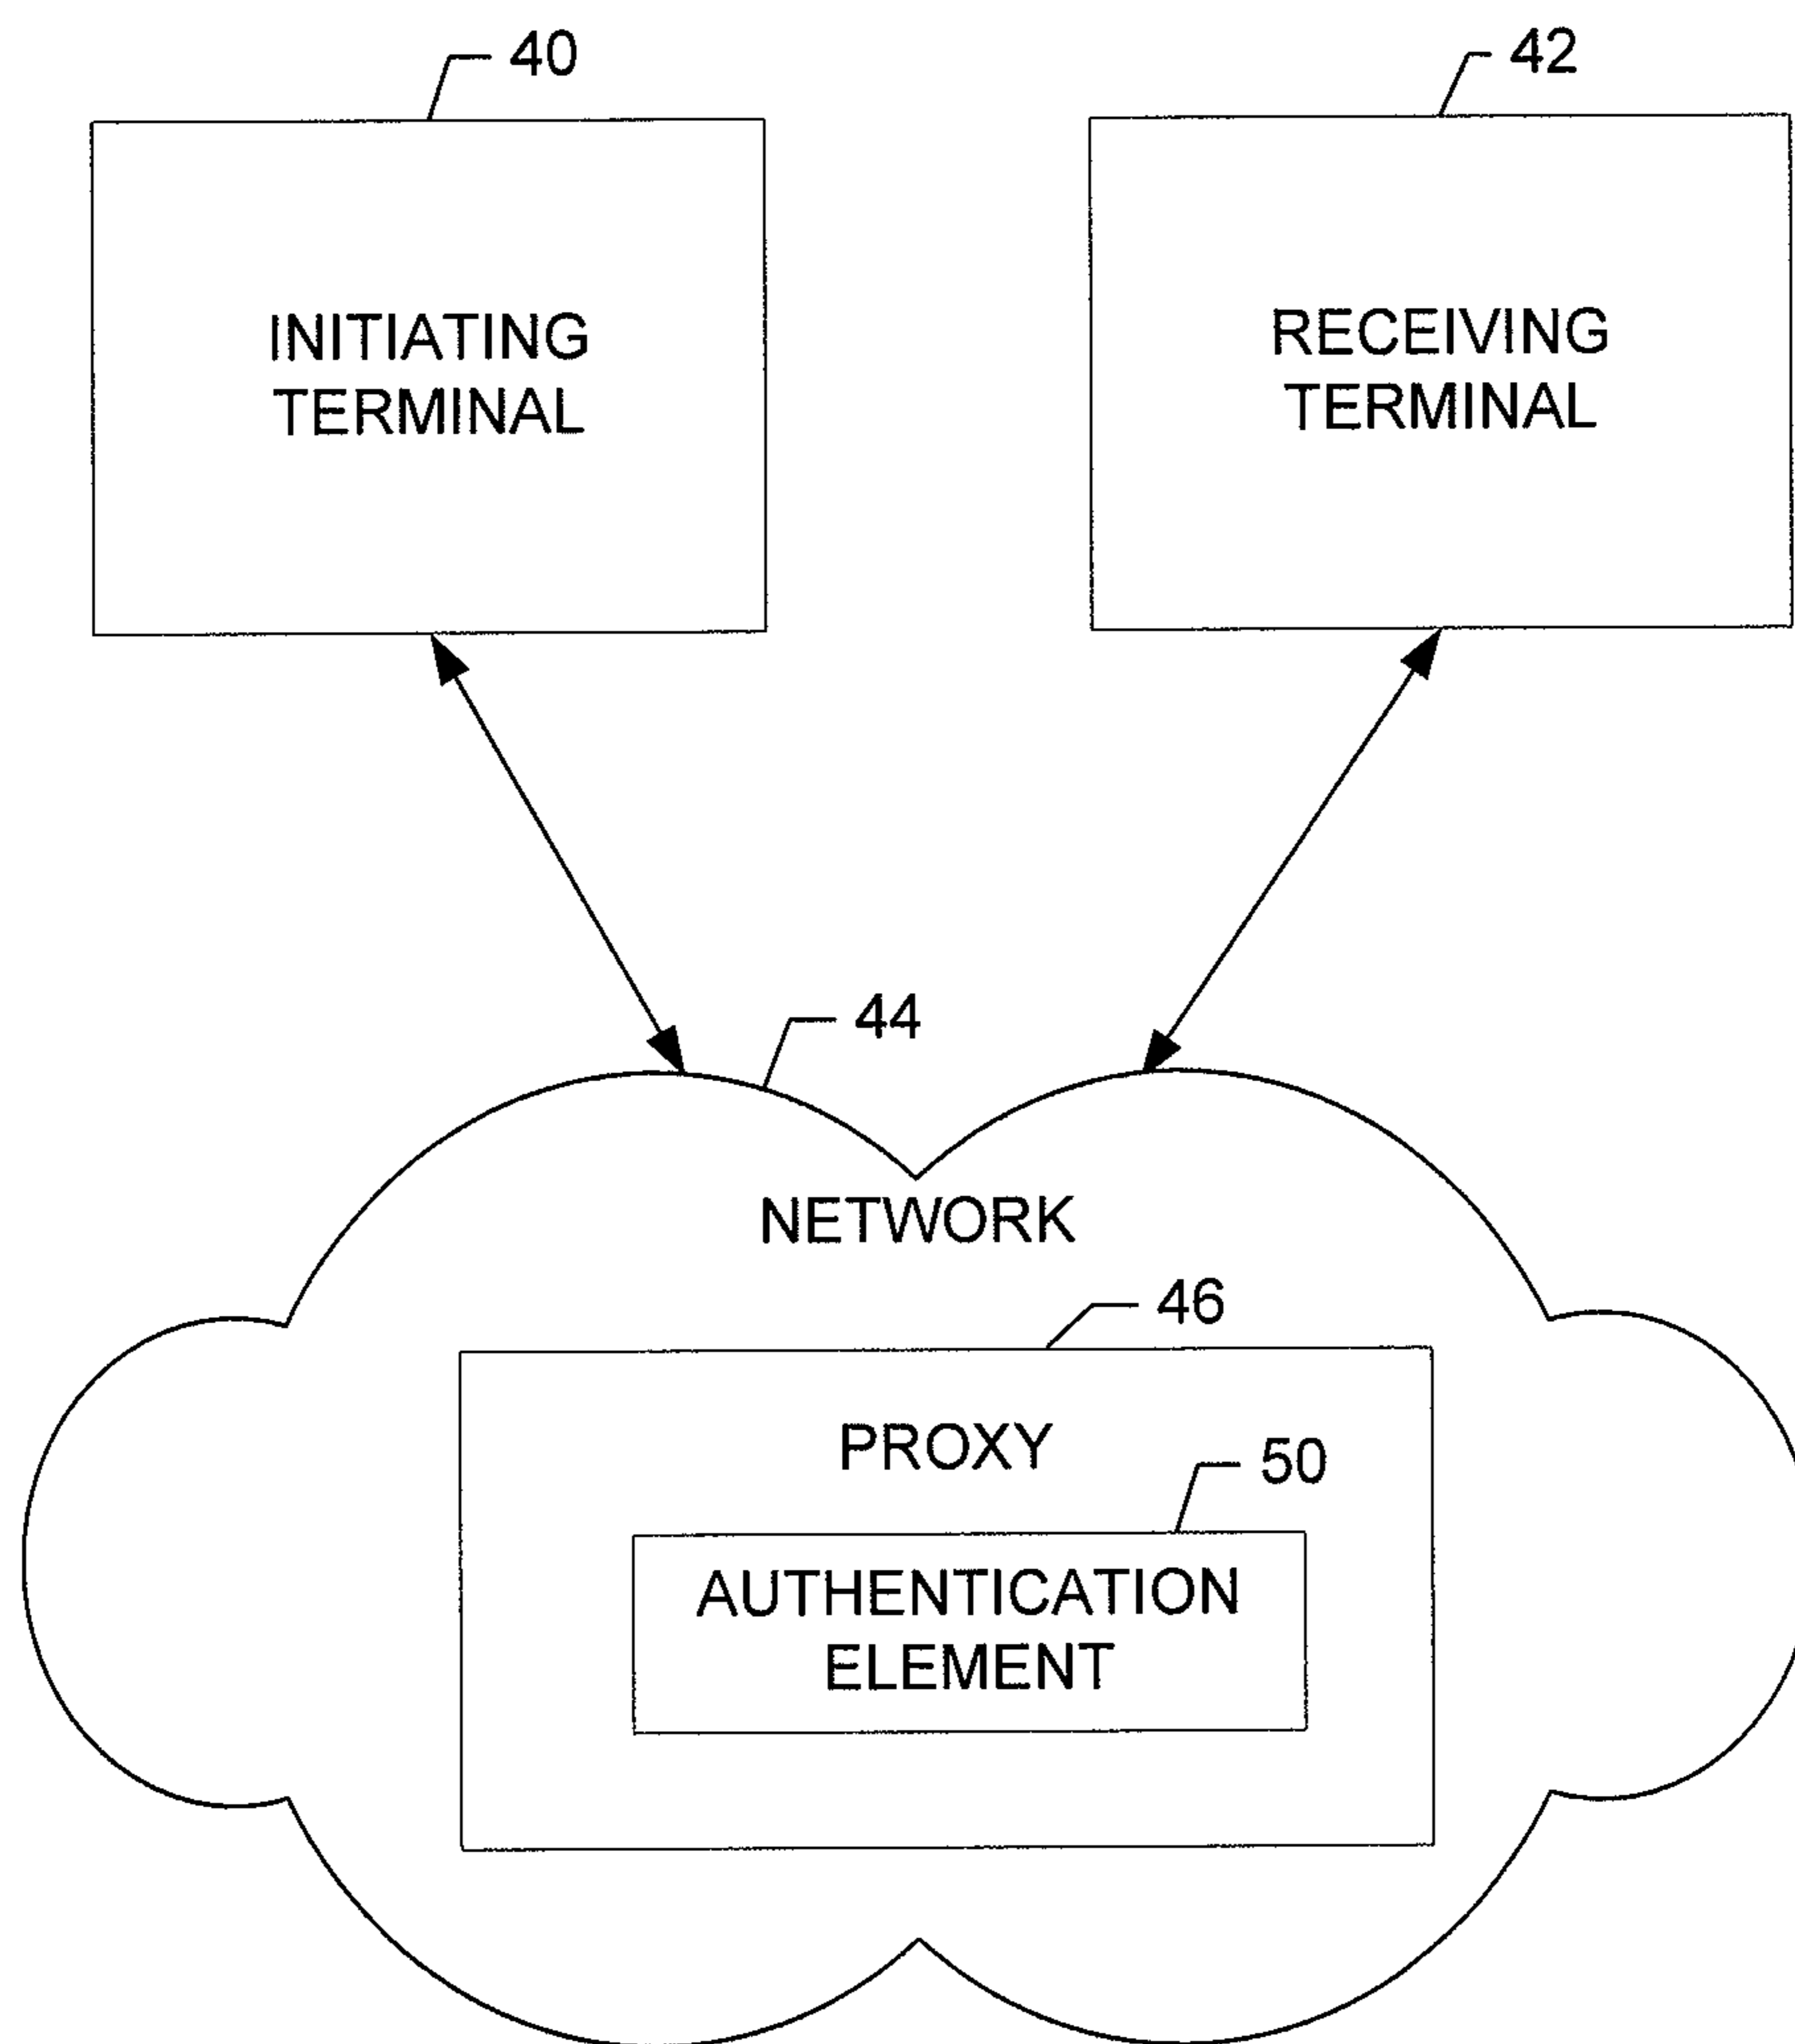 40
42
INITIATING
TERMINAL
RECEIVING
TERMINAL
44
NETWORK
46
PROXY
50
AUTHENTICATION
ELEMENT